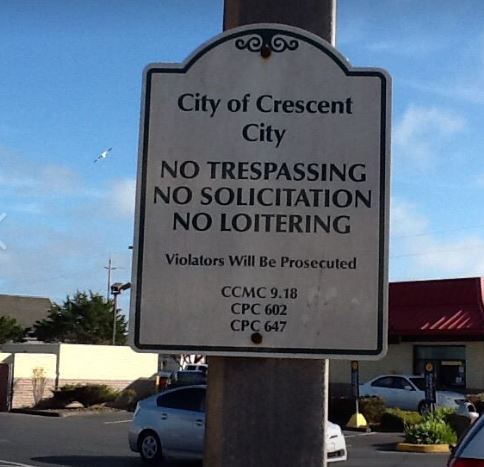 City of Crescent
City
NO TRESPASSING
NO SOLICITATION
NO LOITERING
Violators Will Be Prosecuted
CCMC 9.18
CPC 602
CPC 647